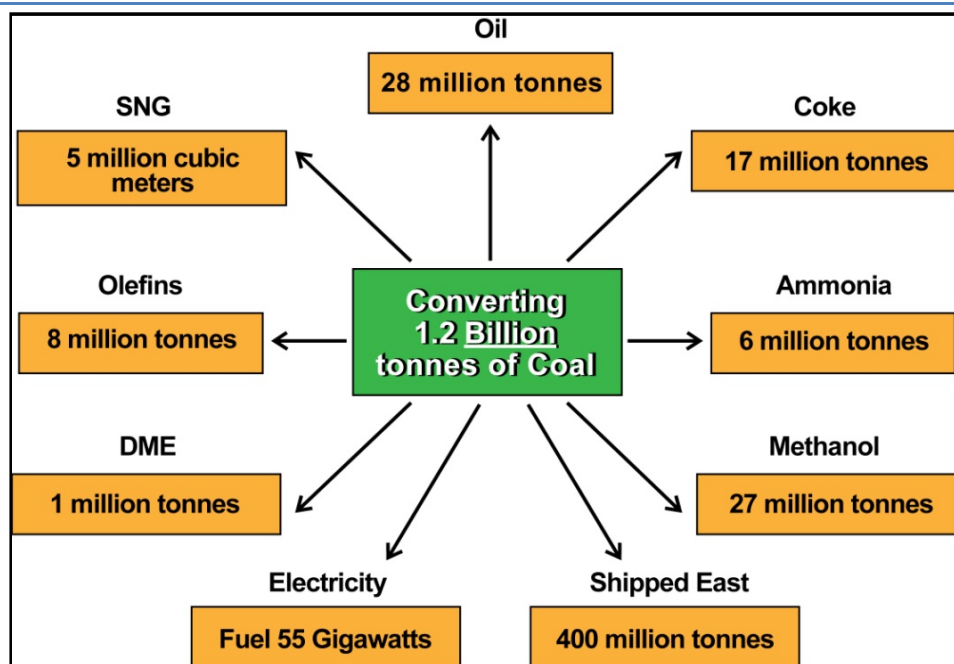 Oil
28 million tonnes
SNG
5 million cubic
meters
Coke
17 million tonnes
Olefins
8 million tonnes
Converting
1.2 Billion
tonnes of Coal
Ammonia
6 million tonnes
DME
1 million tonnes
Methanol
27 million tonnes
Electricity
Fuel 55 Gigawatts
Shipped East
400 million tonnes